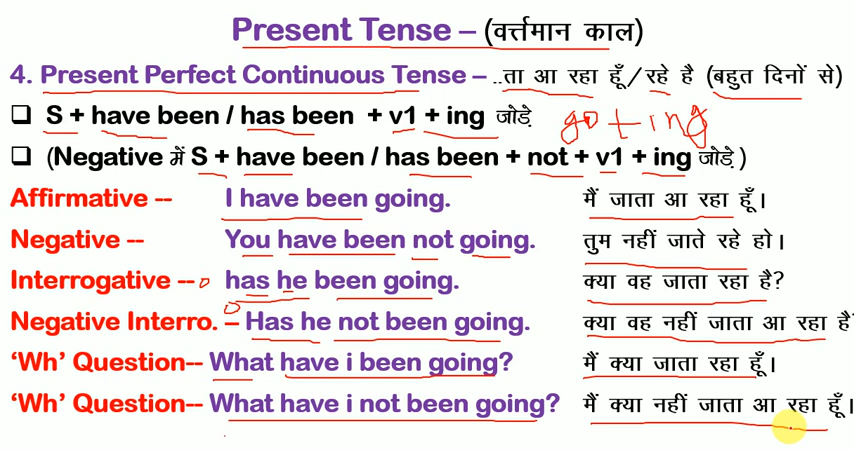 Present Tense – (वर्त्तमान काल)
4. Present Perfect Continuous Tense – ..ता आ रहा हूँ/रहे है (बहुत दिनों से)
❑ S + have been / has been + v1 + ing जोड़े go + ing
❑ (Negative में S + have been / has been + not + v1 + ing जोड़े)
Affirmative -- I have been going. मैं जाता आ रहा हूँ।
Negative -- You have been not going. तुम नहीं जाते रहे हो।
Interrogative -- has he been going. क्या वह जाता रहा है?
Negative Interro. – Has he not been going. क्या वह नहीं जाता आ रहा है
‘Wh’ Question-- What have i been going? मैं क्या जाता रहा हूँ।
‘Wh’ Question-- What have i not been going? मैं क्या नहीं जाता आ रहा हूँ।